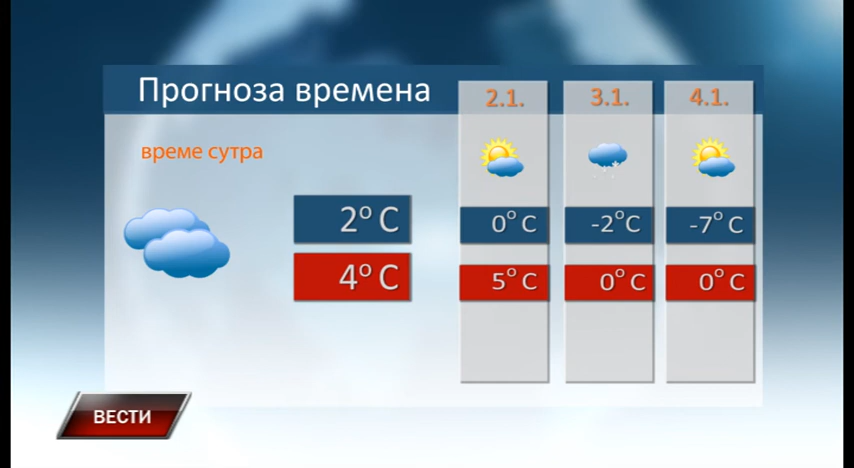 Прогноза времена
2.1. 3.1. 4.1.
време сутра
2° C 0° C -2°C -7° C
4° C 5° C 0° C 0° C
ВЕСТИ